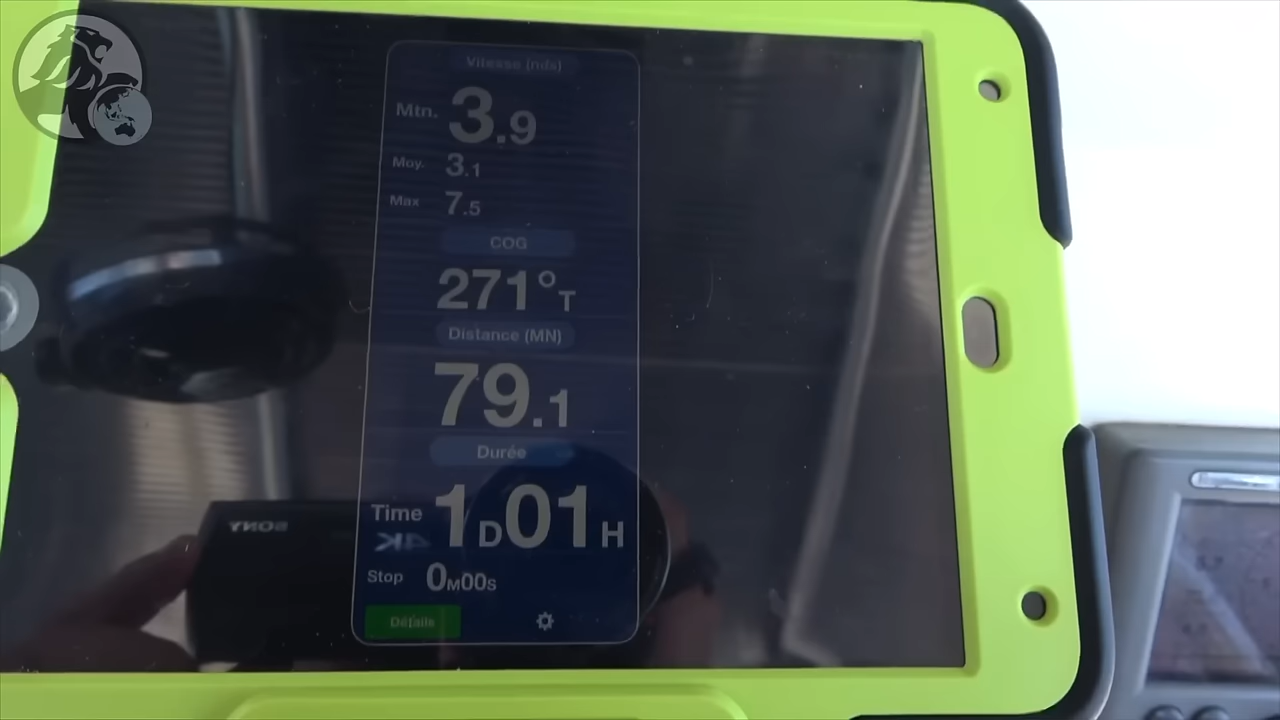 Vitesse (nds)
Mtn. 3.9
Moy. 3.1
Max 7.5
COG
271°T
Distance (MN)
79.1
Durée
Time 1D01H
Stop 0M00S
Détails
SONY
4K